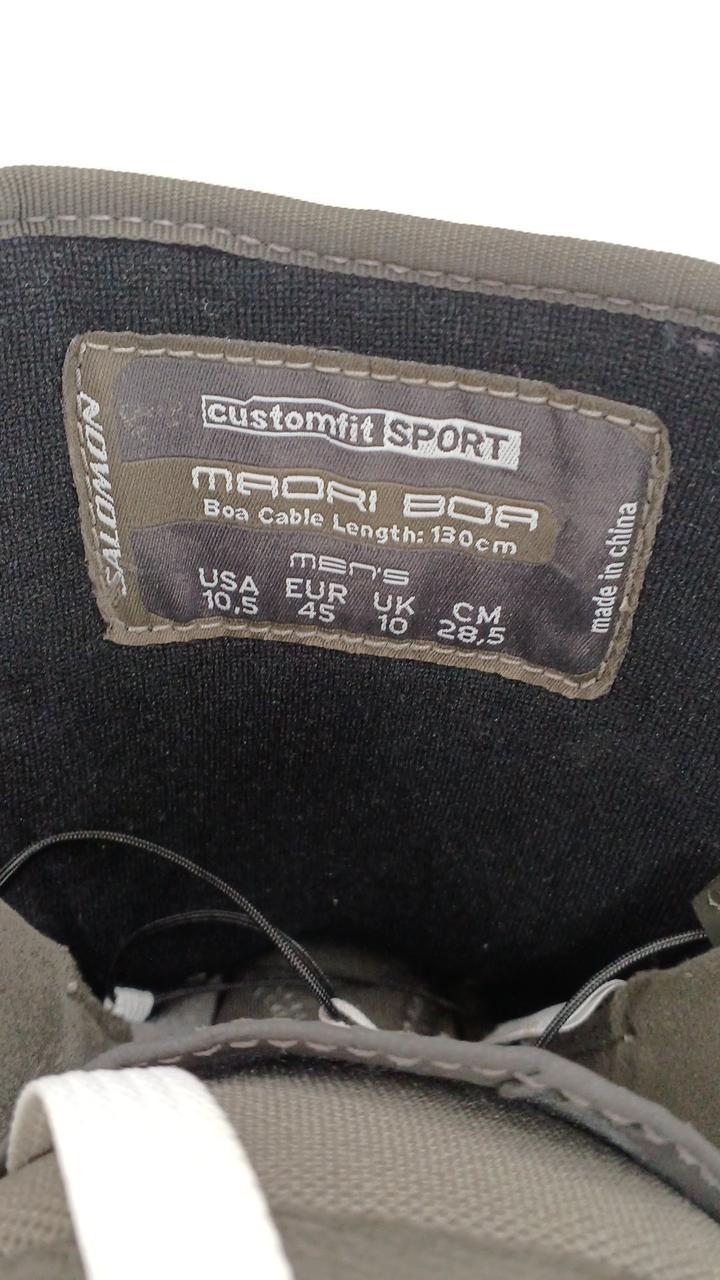 SALOMON
customfit SPORT
MAORI BOA
Boa Cable Length: 130cm
men's
USA EUR UK CM
10,5 45 10 28,5
made in china